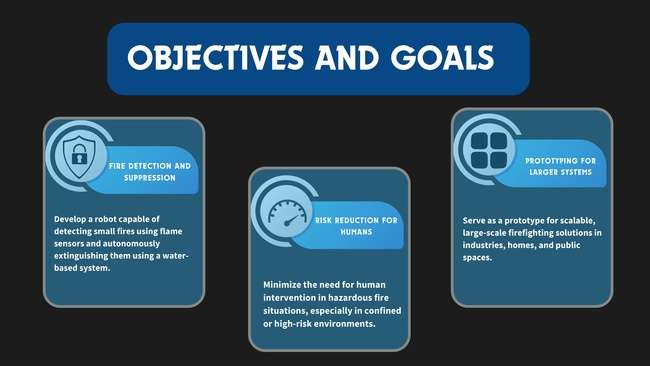 OBJECTIVES AND GOALS
FIRE DETECTION AND
SUPPRESSION
Develop a robot capable of
detecting small fires using flame
sensors and autonomously
extinguishing them using a water-
based system.
RISK REDUCTION FOR
HUMANS
Minimize the need for human
intervention in hazardous fire
situations, especially in confined
or high-risk environments.
PROTOTYPING FOR
LARGER SYSTEMS
Serve as a prototype for scalable,
large-scale firefighting solutions in
industries, homes, and public
spaces.